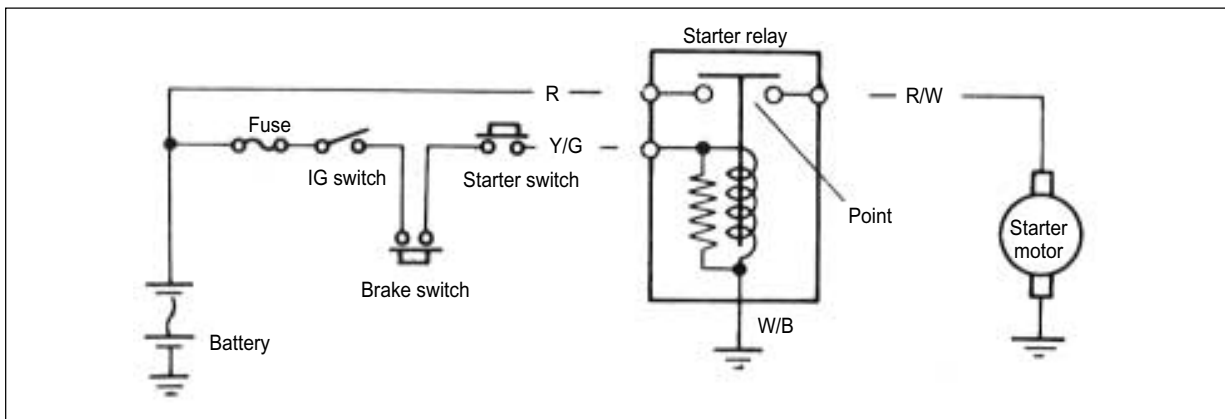 Starter relay
R
R/W
Fuse
Y/G
IG switch
Starter switch
Point
Starter
motor
Brake switch
W/B
Battery